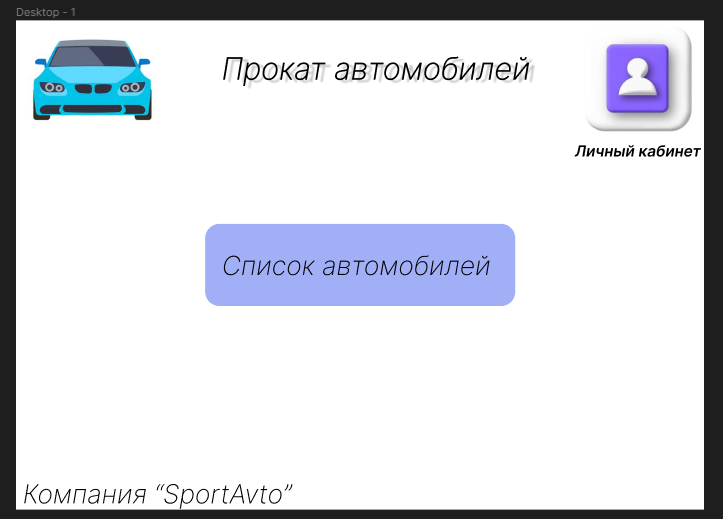 Desktop - 1
Прокат автомобилей
Личный кабинет
Список автомобилей
Компания “SportAvto”